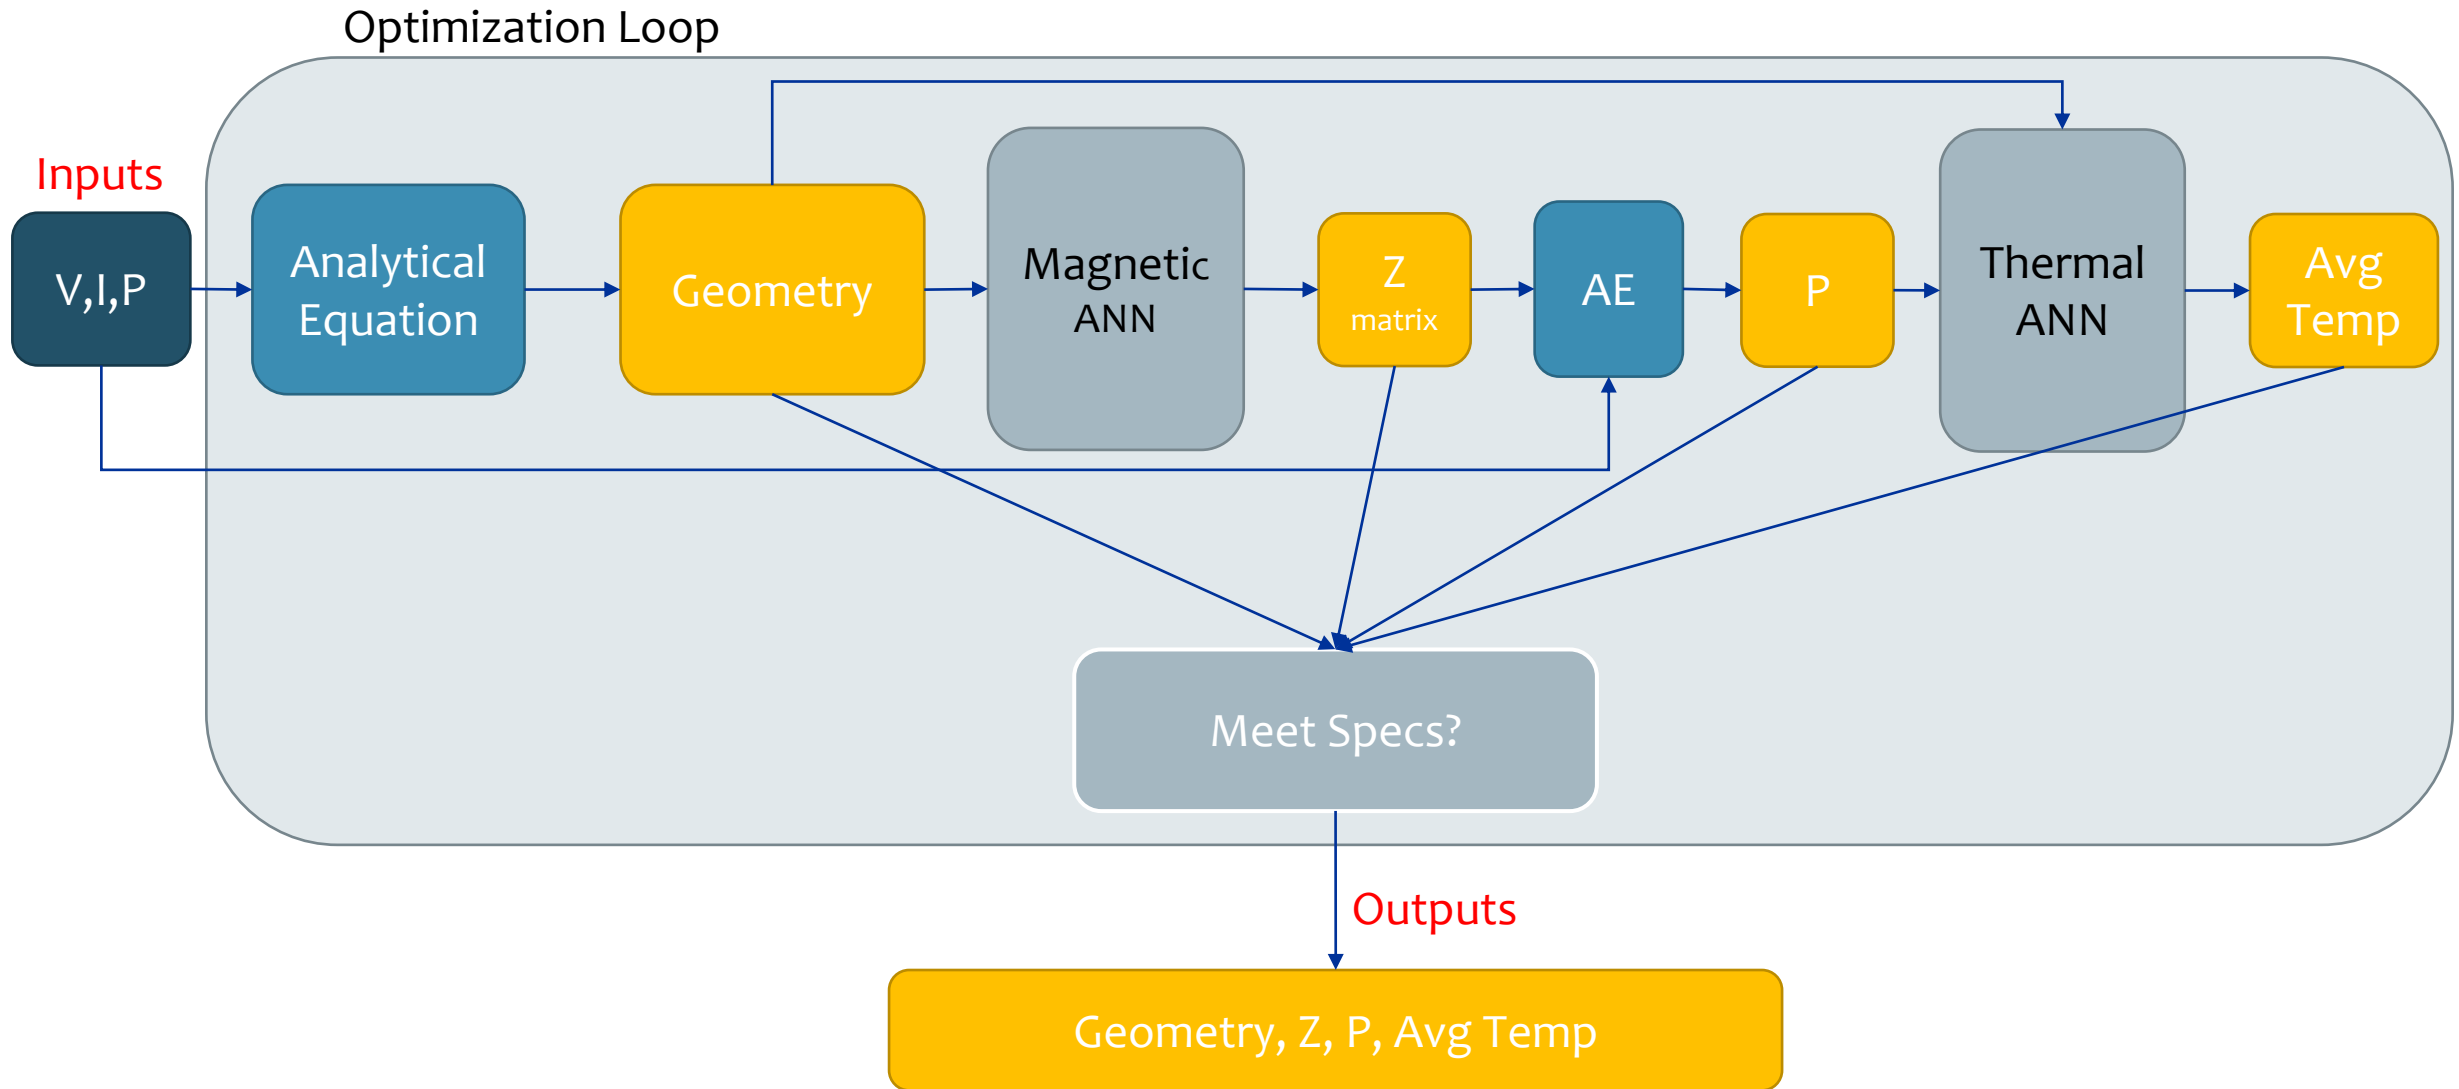 Optimization Loop
Inputs
V,I,P
Analytical
Equation
Geometry
Magnetic
ANN
Z
matrix
AE
P
Thermal
ANN
Avg
Temp
Meet Specs?
Outputs
Geometry, Z, P, Avg Temp